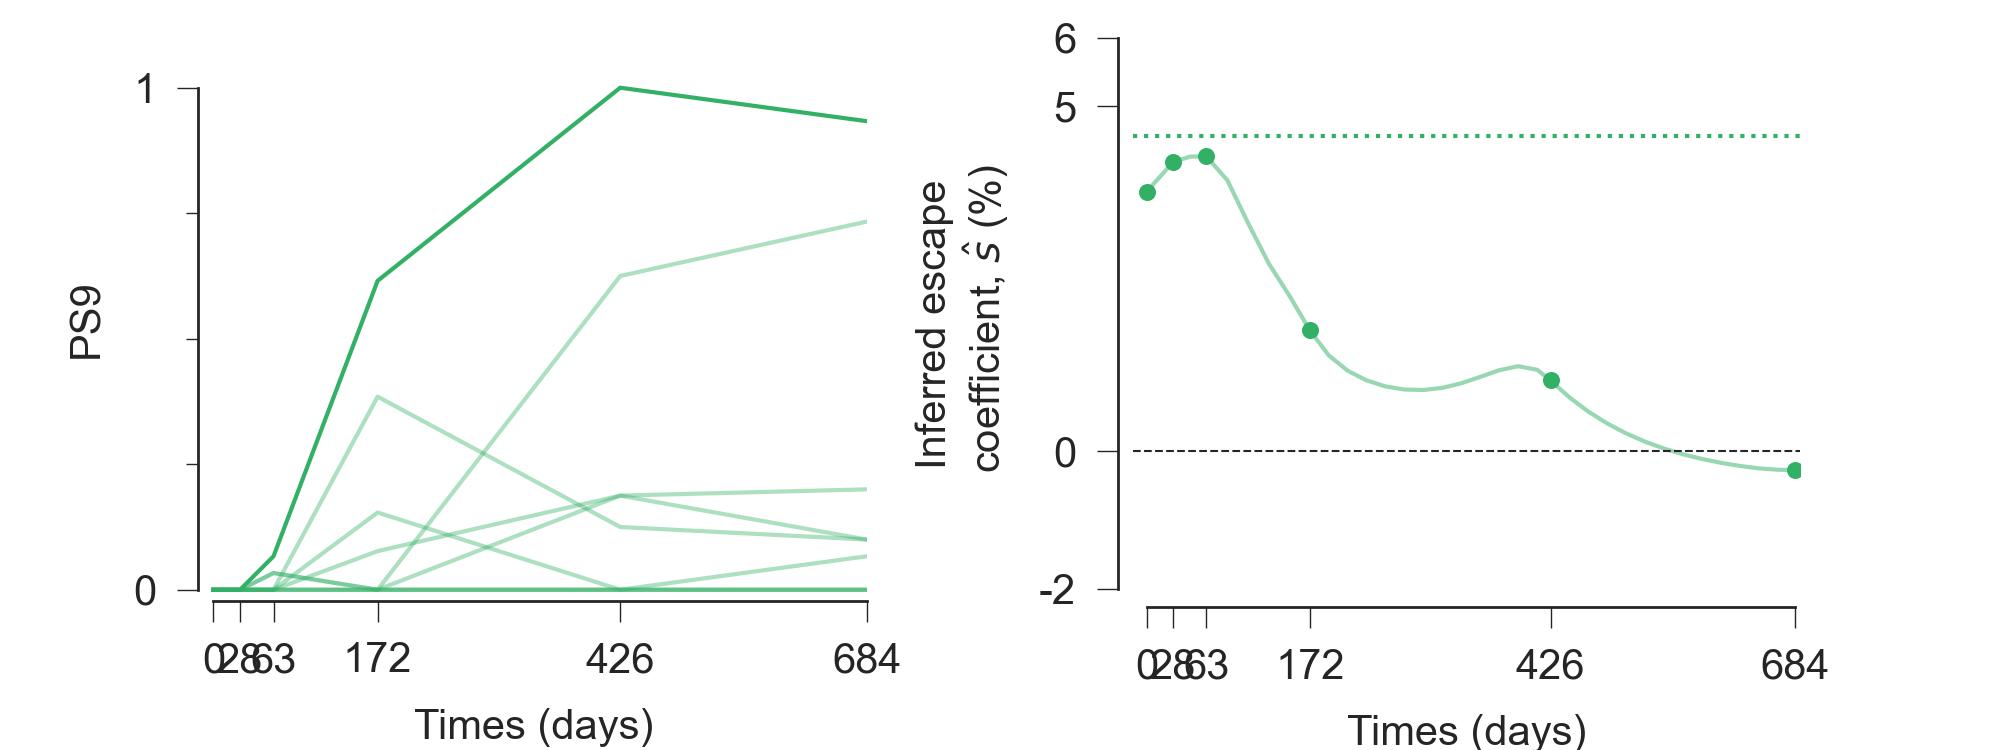 PS9
1
0
0 28 63 172 426 684
Times (days)
Inferred escape
coefficient, ŝ (%)
6
5
0
-2
0 28 63 172 426 684
Times (days)